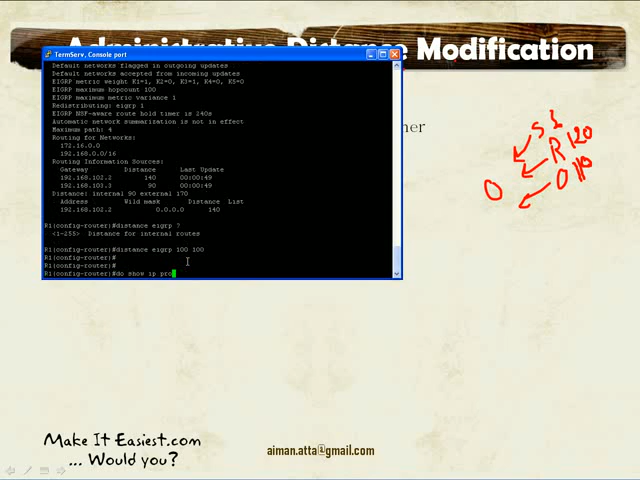 Administrative Distance Modification
TermServ, Console port
Default networks flagged in outgoing updates
Default networks accepted from incoming updates
EIGRP metric weight K1=1, K2=0, K3=1, K4=0, K5=0
EIGRP maximum hopcount 100
EIGRP maximum metric variance 1
Redistributing: eigrp 1
EIGRP NSF-aware route hold timer is 240s
Automatic network summarization is not in effect
Maximum path: 4
Routing for Networks:
172.16.0.0
192.168.0.0/16
Routing Information Sources:
Gateway Distance Last Update
192.168.102.2 140 00:00:49
192.168.103.3 90 00:00:49
Distance: internal 90 external 170
Address Wild mask Distance List
192.168.102.2 0.0.0.0 140
R1(config-router)#distance eigrp ?
<1-255> Distance for internal routes
R1(config-router)#distance eigrp 100 100
R1(config-router)#
R1(config-router)#
R1(config-router)#do show ip pro
her
S 1
R 120
O 110
O
Make It Easiest.com
... Would you?
aiman.atta@gmail.com